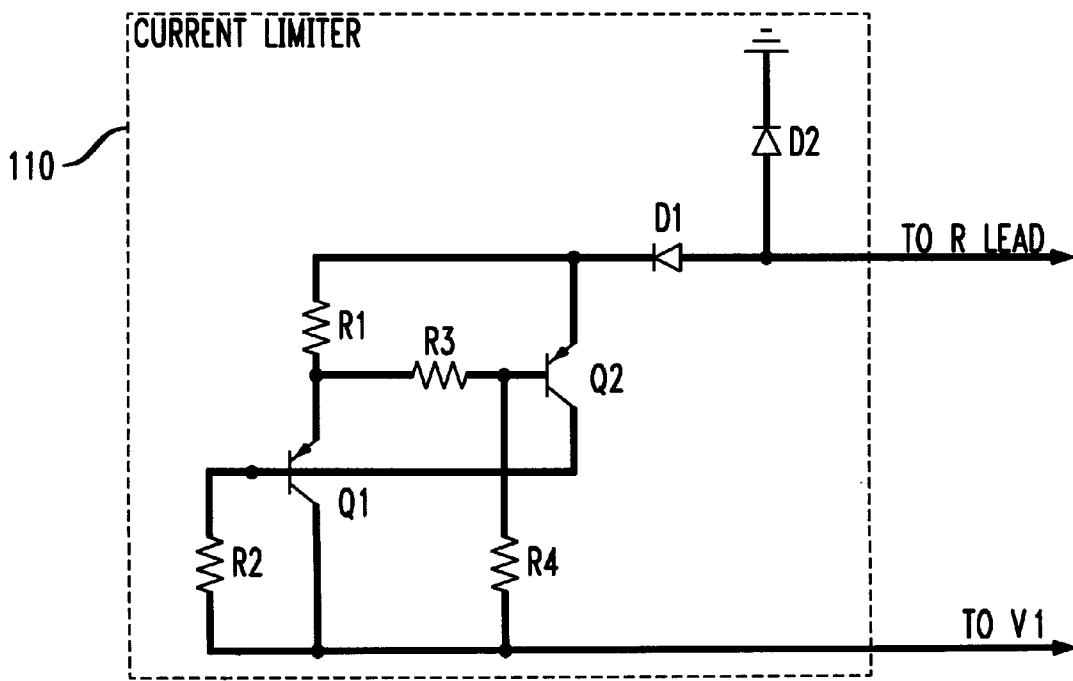 CURRENT LIMITER
110
D2
D1
TO R LEAD
R1
R3
Q2
Q1
R2
R4
TO V1